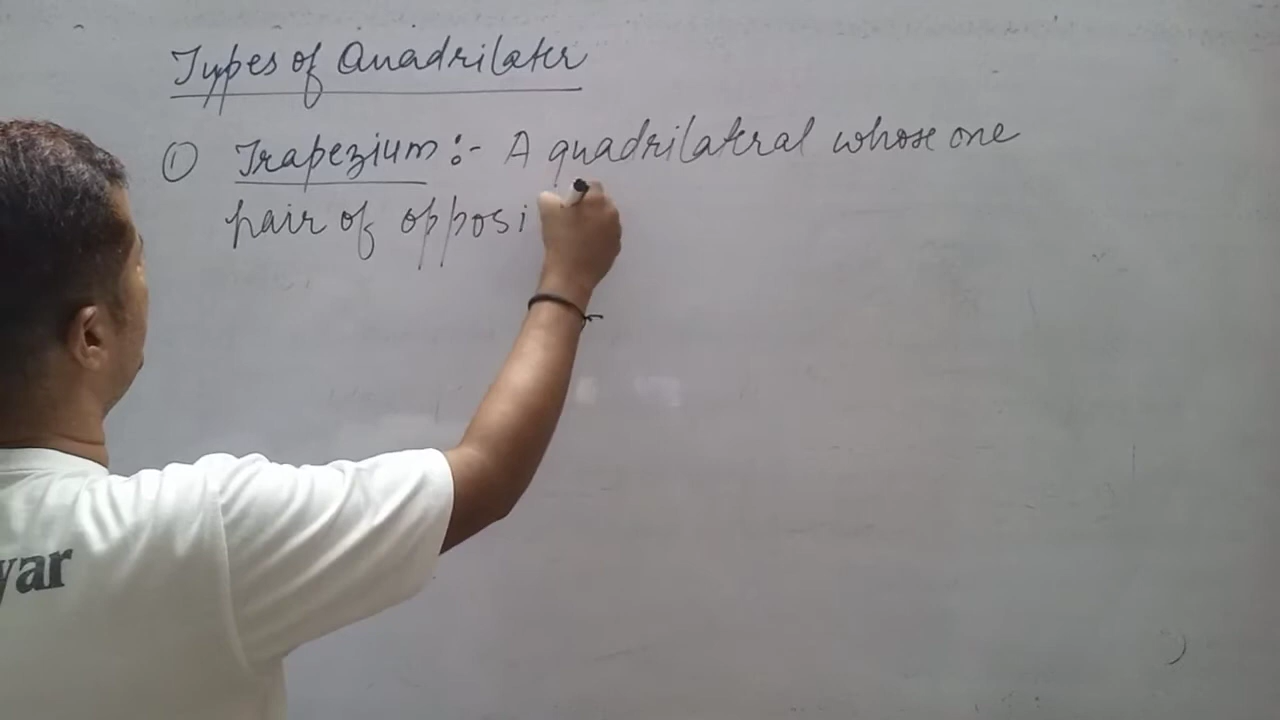 Types of Quadrilater
① Trapezium :- A quadrilateral whose one
pair of opposi
yar